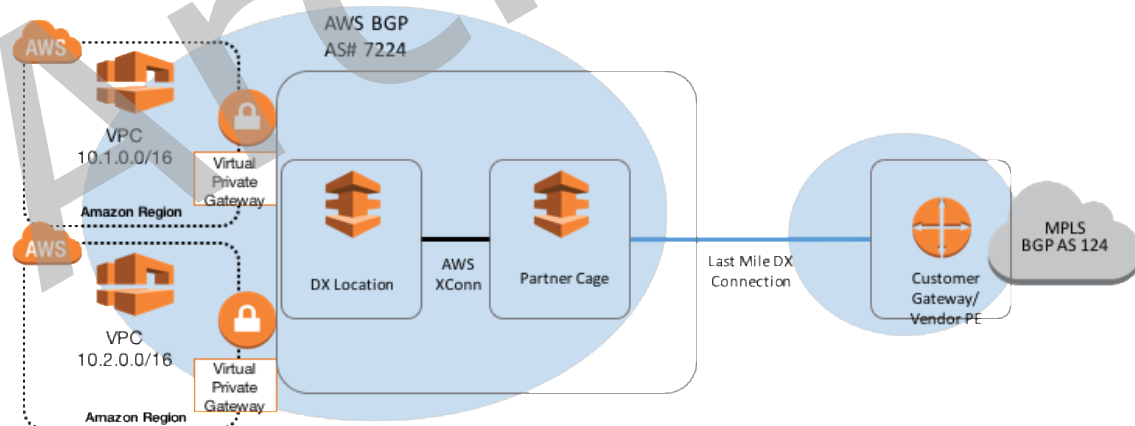 AWS BGP
AS# 7224
AWS
VPC
10.1.0.0/16
Virtual
Private
Gateway
Amazon Region
AWS
VPC
10.2.0.0/16
Virtual
Private
Gateway
Amazon Region
DX Location
AWS
XConn
Partner Cage
Last Mile DX
Connection
Customer
Gateway/
Vendor PE
MPLS
BGP AS 124